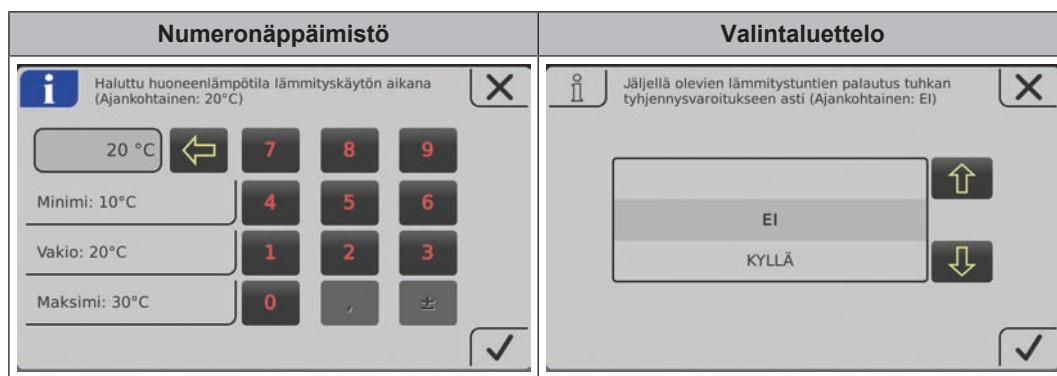 Numeronäppäimistö
Valintaluettelo
i
Haluttu huoneenlämpötila lämmityskäytön aikana
(Ajankohtainen: 20°C)
20 °C
7
8
9
Minimi: 10°C
4
5
6
Vakio: 20°C
1
2
3
Maksimi: 30°C
0
,
±
i
Jäljellä olevien lämmitystuntien palautus tuhkan
tyhjennysvaroitukseen asti (Ajankohtainen: EI)
EI
KYLLÄ